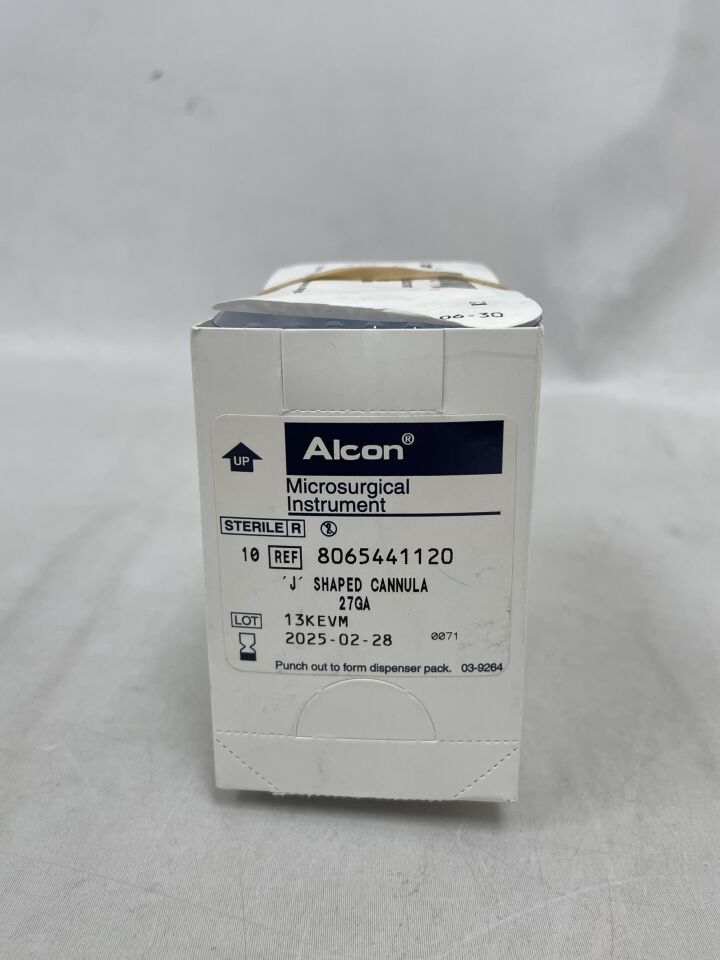 06-30
Alcon®
UP
Microsurgical
Instrument
STERILE R 2
10 REF 8065441120
´J´ SHAPED CANNULA
27GA
LOT 13KEVM
2025-02-28 0071
Punch out to form dispenser pack. 03-9264